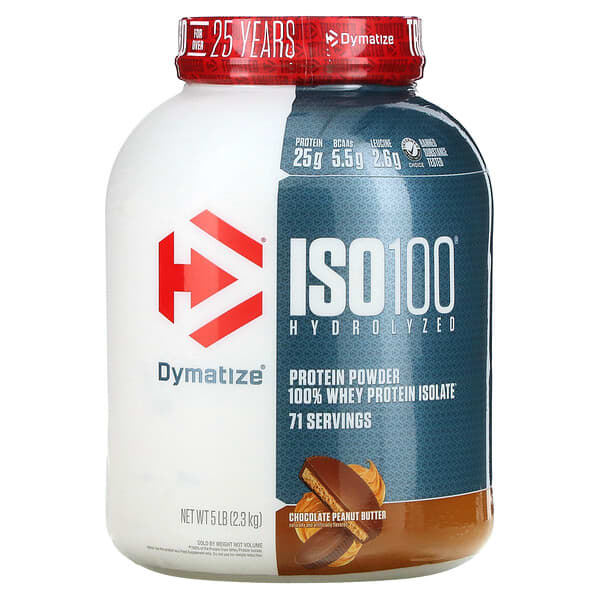 FOR OVER 25 YEARS
Dymatize
PROTEIN 25g
BCAAs 5.5g
LEUCINE 2.6g
CHOICE
BANNED SUBSTANCE TESTED
ISO100®
HYDROLYZED
Dymatize®
PROTEIN POWDER
100% WHEY PROTEIN ISOLATE*
71 SERVINGS
CHOCOLATE PEANUT BUTTER
naturally and artificially flavored
NET WT 5 LB (2.3 kg)
SOLD BY WEIGHT NOT VOLUME